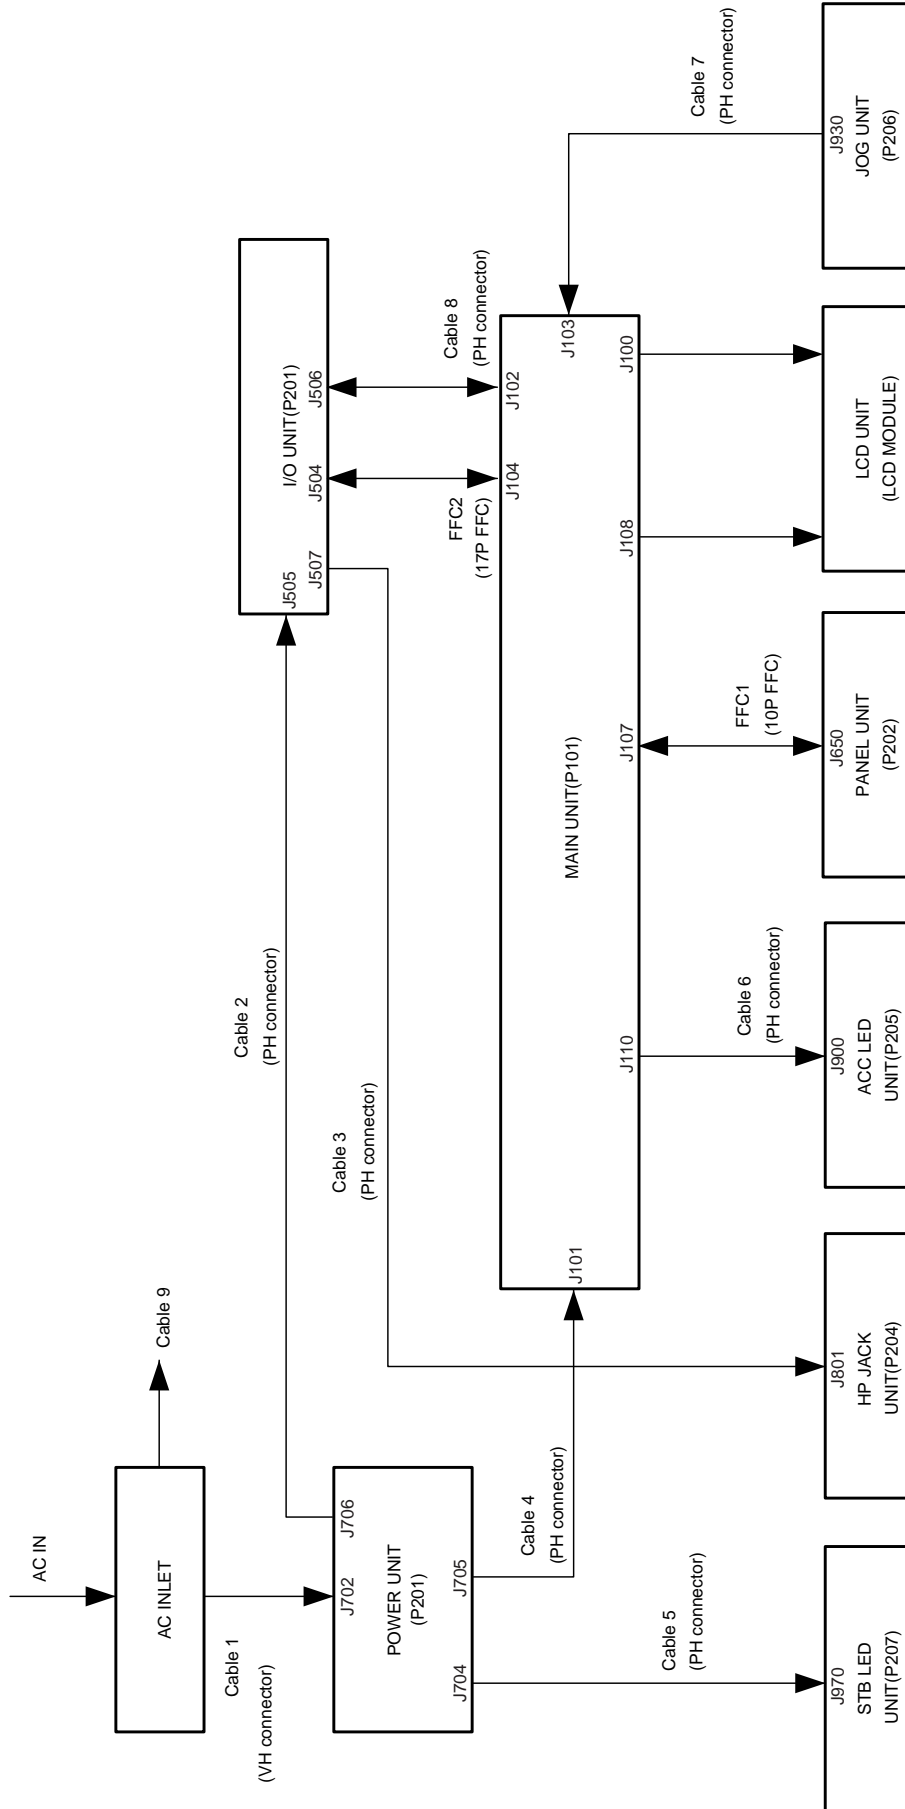 AC IN
AC INLET
Cable 9
Cable 1
(VH connector)
J702
J706
POWER UNIT
(P201)
J704
J705
Cable 2
(PH connector)
Cable 3
(PH connector)
Cable 4
(PH connector)
Cable 5
(PH connector)
J505
J507
I/O UNIT(P201)
J504
J506
FFC2
(17P FFC)
Cable 8
(PH connector)
J104
J102
J103
J101
MAIN UNIT(P101)
J110
J107
J108
J100
Cable 6
(PH connector)
FFC1
(10P FFC)
Cable 7
(PH connector)
J970
STB LED
UNIT(P207)
J801
HP JACK
UNIT(P204)
J900
ACC LED
UNIT(P205)
J650
PANEL UNIT
(P202)
LCD UNIT
(LCD MODULE)
J930
JOG UNIT
(P206)